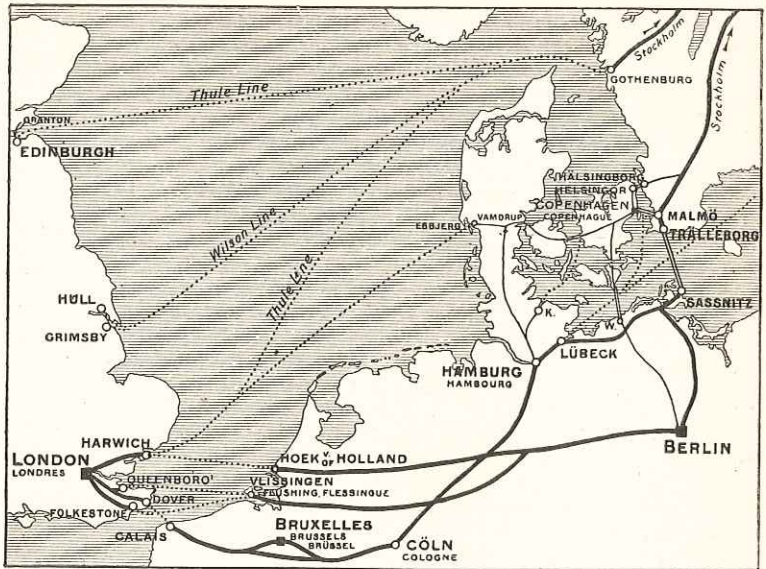 Stockholm
Stockholm
GOTHENBURG
Thule Line
GRANTON
EDINBURGH
HÄLSINGBORG
HELSINGÖR
COPENHAGEN
COPENHAGUE
VAMDRUP
ESBJERG
MALMÖ
TRÄLLEBORG
Wilson Line
Thule Line
HULL
GRIMSBY
SASSNITZ
K.
W.
LÜBECK
HAMBURG
HAMBOURG
BERLIN
HARWICH
LONDON
LONDRES
HOEK V. OF HOLLAND
QUEENBORO'
VLISSINGEN
FLUSHING, FLESSINGUE
DOVER
FOLKESTONE
CALAIS
BRUXELLES
BRUSSELS
BRÜSSEL
CÖLN
COLOGNE